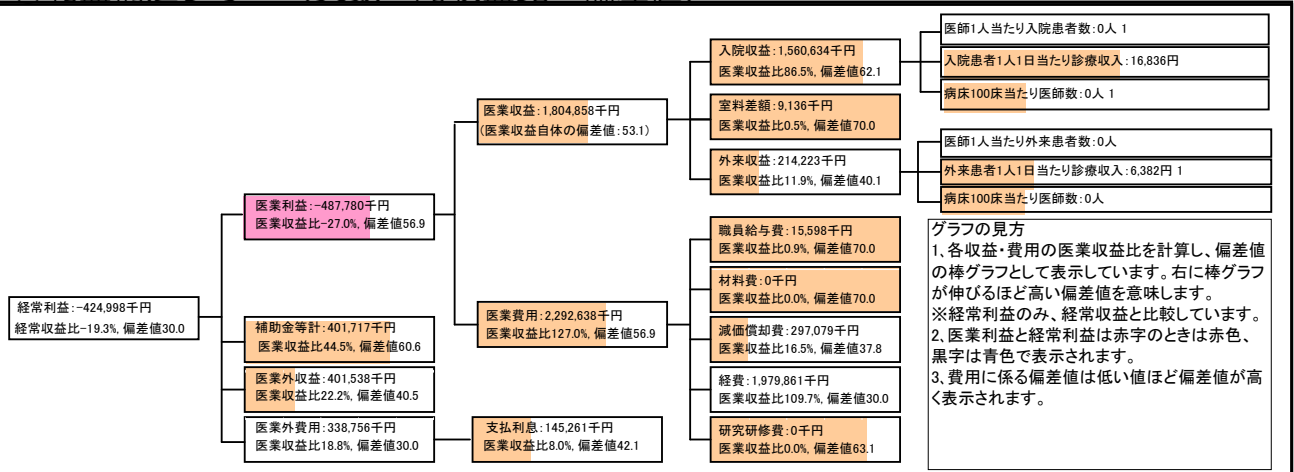 経常利益:-424,998千円
経常収益比-19.3%, 偏差値30.0
医業利益:-487,780千円
医業収益比-27.0%, 偏差値56.9
補助金等計:401,717千円
医業収益比44.5%, 偏差値60.6
医業外収益:401,538千円
医業収益比22.2%, 偏差値40.5
医業外費用:338,756千円
医業収益比18.8%, 偏差値30.0
医業収益:1,804,858千円
(医業収益自体の偏差値:53.1)
医業費用:2,292,638千円
医業収益比127.0%, 偏差値56.9
支払利息:145,261千円
医業収益比8.0%, 偏差値42.1
入院収益:1,560,634千円
医業収益比86.5%, 偏差値62.1
室料差額:9,136千円
医業収益比0.5%, 偏差値70.0
外来収益:214,223千円
医業収益比11.9%, 偏差値40.1
職員給与費:15,598千円
医業収益比0.9%, 偏差値70.0
材料費:0千円
医業収益比0.0%, 偏差値70.0
減価償却費:297,079千円
医業収益比16.5%, 偏差値37.8
経費:1,979,861千円
医業収益比109.7%, 偏差値30.0
研究研修費:0千円
医業収益比0.0%, 偏差値63.1
医師1人当たり入院患者数:0人 1
入院患者1人1日当たり診療収入:16,836円
病床100床当たり医師数:0人 1
医師1人当たり外来患者数:0人
外来患者1人1日当たり診療収入:6,382円 1
病床100床当たり医師数:0人
グラフの見方
1、各収益・費用の医業収益比を計算し、偏差値
の棒グラフとして表示しています。右に棒グラフ
が伸びるほど高い偏差値を意味します。
※経常利益のみ、経常収益と比較しています。
2、医業利益と経常利益は赤字のときは赤色、
黒字は青色で表示されます。
3、費用に係る偏差値は低い値ほど偏差値が高
く表示されます。